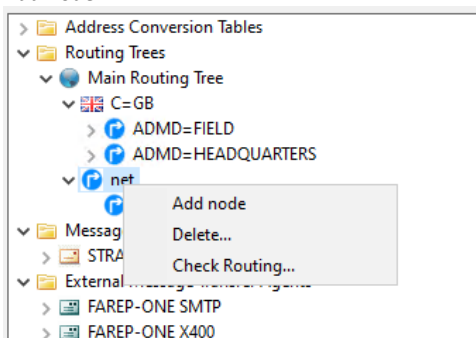 Address Conversion Tables
Routing Trees
Main Routing Tree
C=GB
ADMD=FIELD
ADMD=HEADQUARTERS
net
Add node
Messag
Delete...
STRA
Check Routing...
External Message Transfer Agents
FAREP-ONE SMTP
FAREP-ONE X400